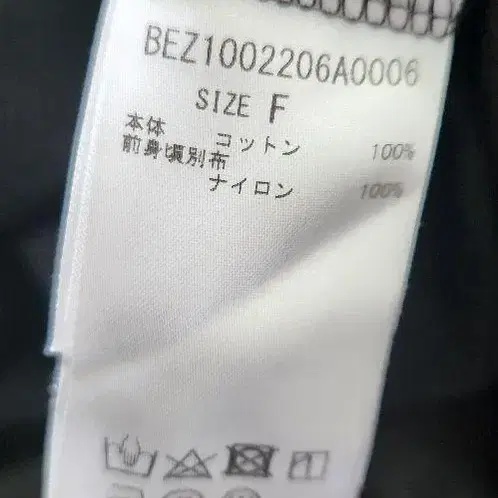 BEZ1002206A0006
SIZE F
本体 コットン 100%
前身頃別布
ナイロン 100%